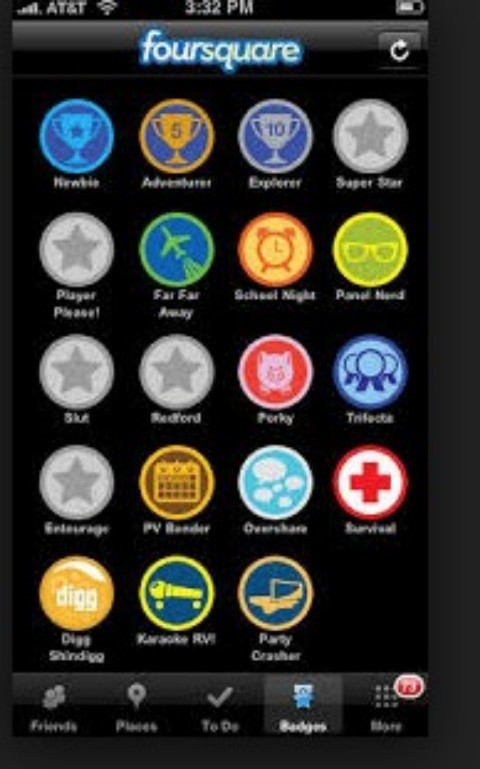 AT&T 3:32 PM
foursquare
5 10
Newbie Adventurer Explorer Super Star
Player Please! Far Far Away School Night Panel Nerd
Slut Redford Porky Trifecta
Entourage PV Bender Overshare Survival
digg
Digg Shindigg Karaoke RV! Party Crasher
73
Friends Places To Do Badges More